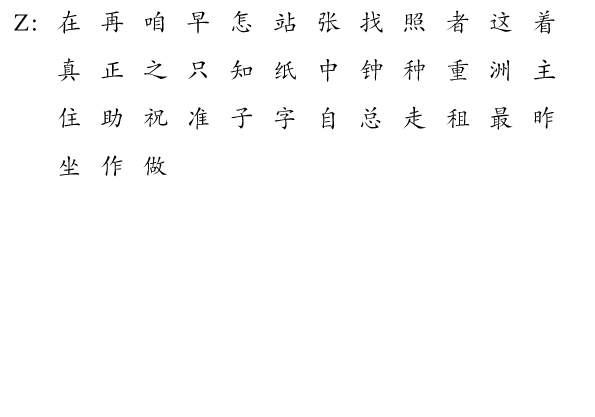 Z: 在 再 咱 早 怎 站 张 找 照 者 这 着
真 正 之 只 知 纸 中 钟 种 重 洲 主
住 助 祝 准 子 字 自 总 走 租 最 昨
坐 作 做